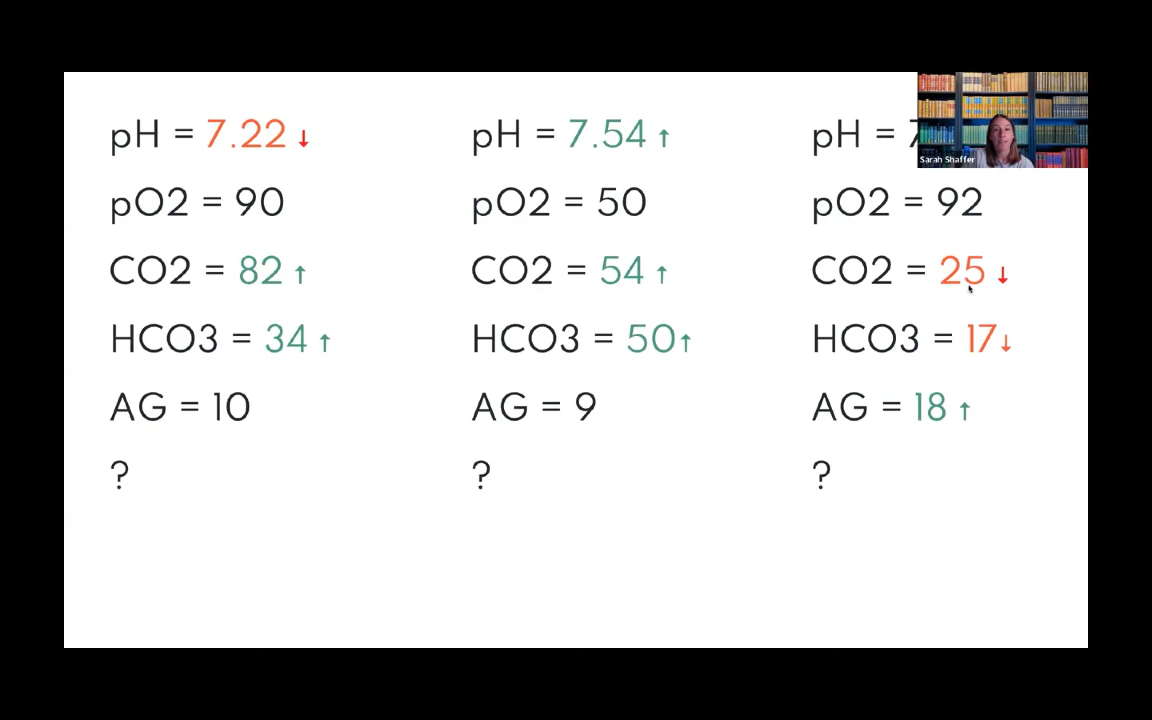 pH = 7.22 ↓
pO2 = 90
CO2 = 82 ↑
HCO3 = 34 ↑
AG = 10
?
pH = 7.54 ↑
pO2 = 50
CO2 = 54 ↑
HCO3 = 50↑
AG = 9
?
pH = 7
pO2 = 92
CO2 = 25 ↓
HCO3 = 17↓
AG = 18 ↑
?
Sarah Shaffer